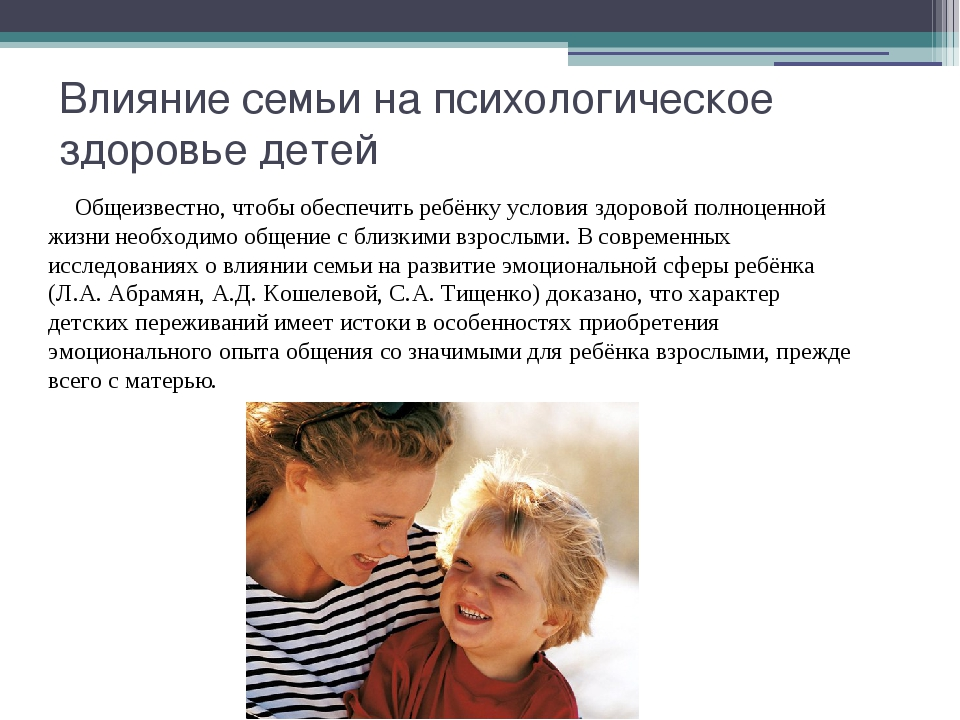 Влияние семьи на психологическое
здоровье детей
Общеизвестно, чтобы обеспечить ребёнку условия здоровой полноценной
жизни необходимо общение с близкими взрослыми. В современных
исследованиях о влиянии семьи на развитие эмоциональной сферы ребёнка
(Л.А. Абрамян, А.Д. Кошелевой, С.А. Тищенко) доказано, что характер
детских переживаний имеет истоки в особенностях приобретения
эмоционального опыта общения со значимыми для ребёнка взрослыми, прежде
всего с матерью.